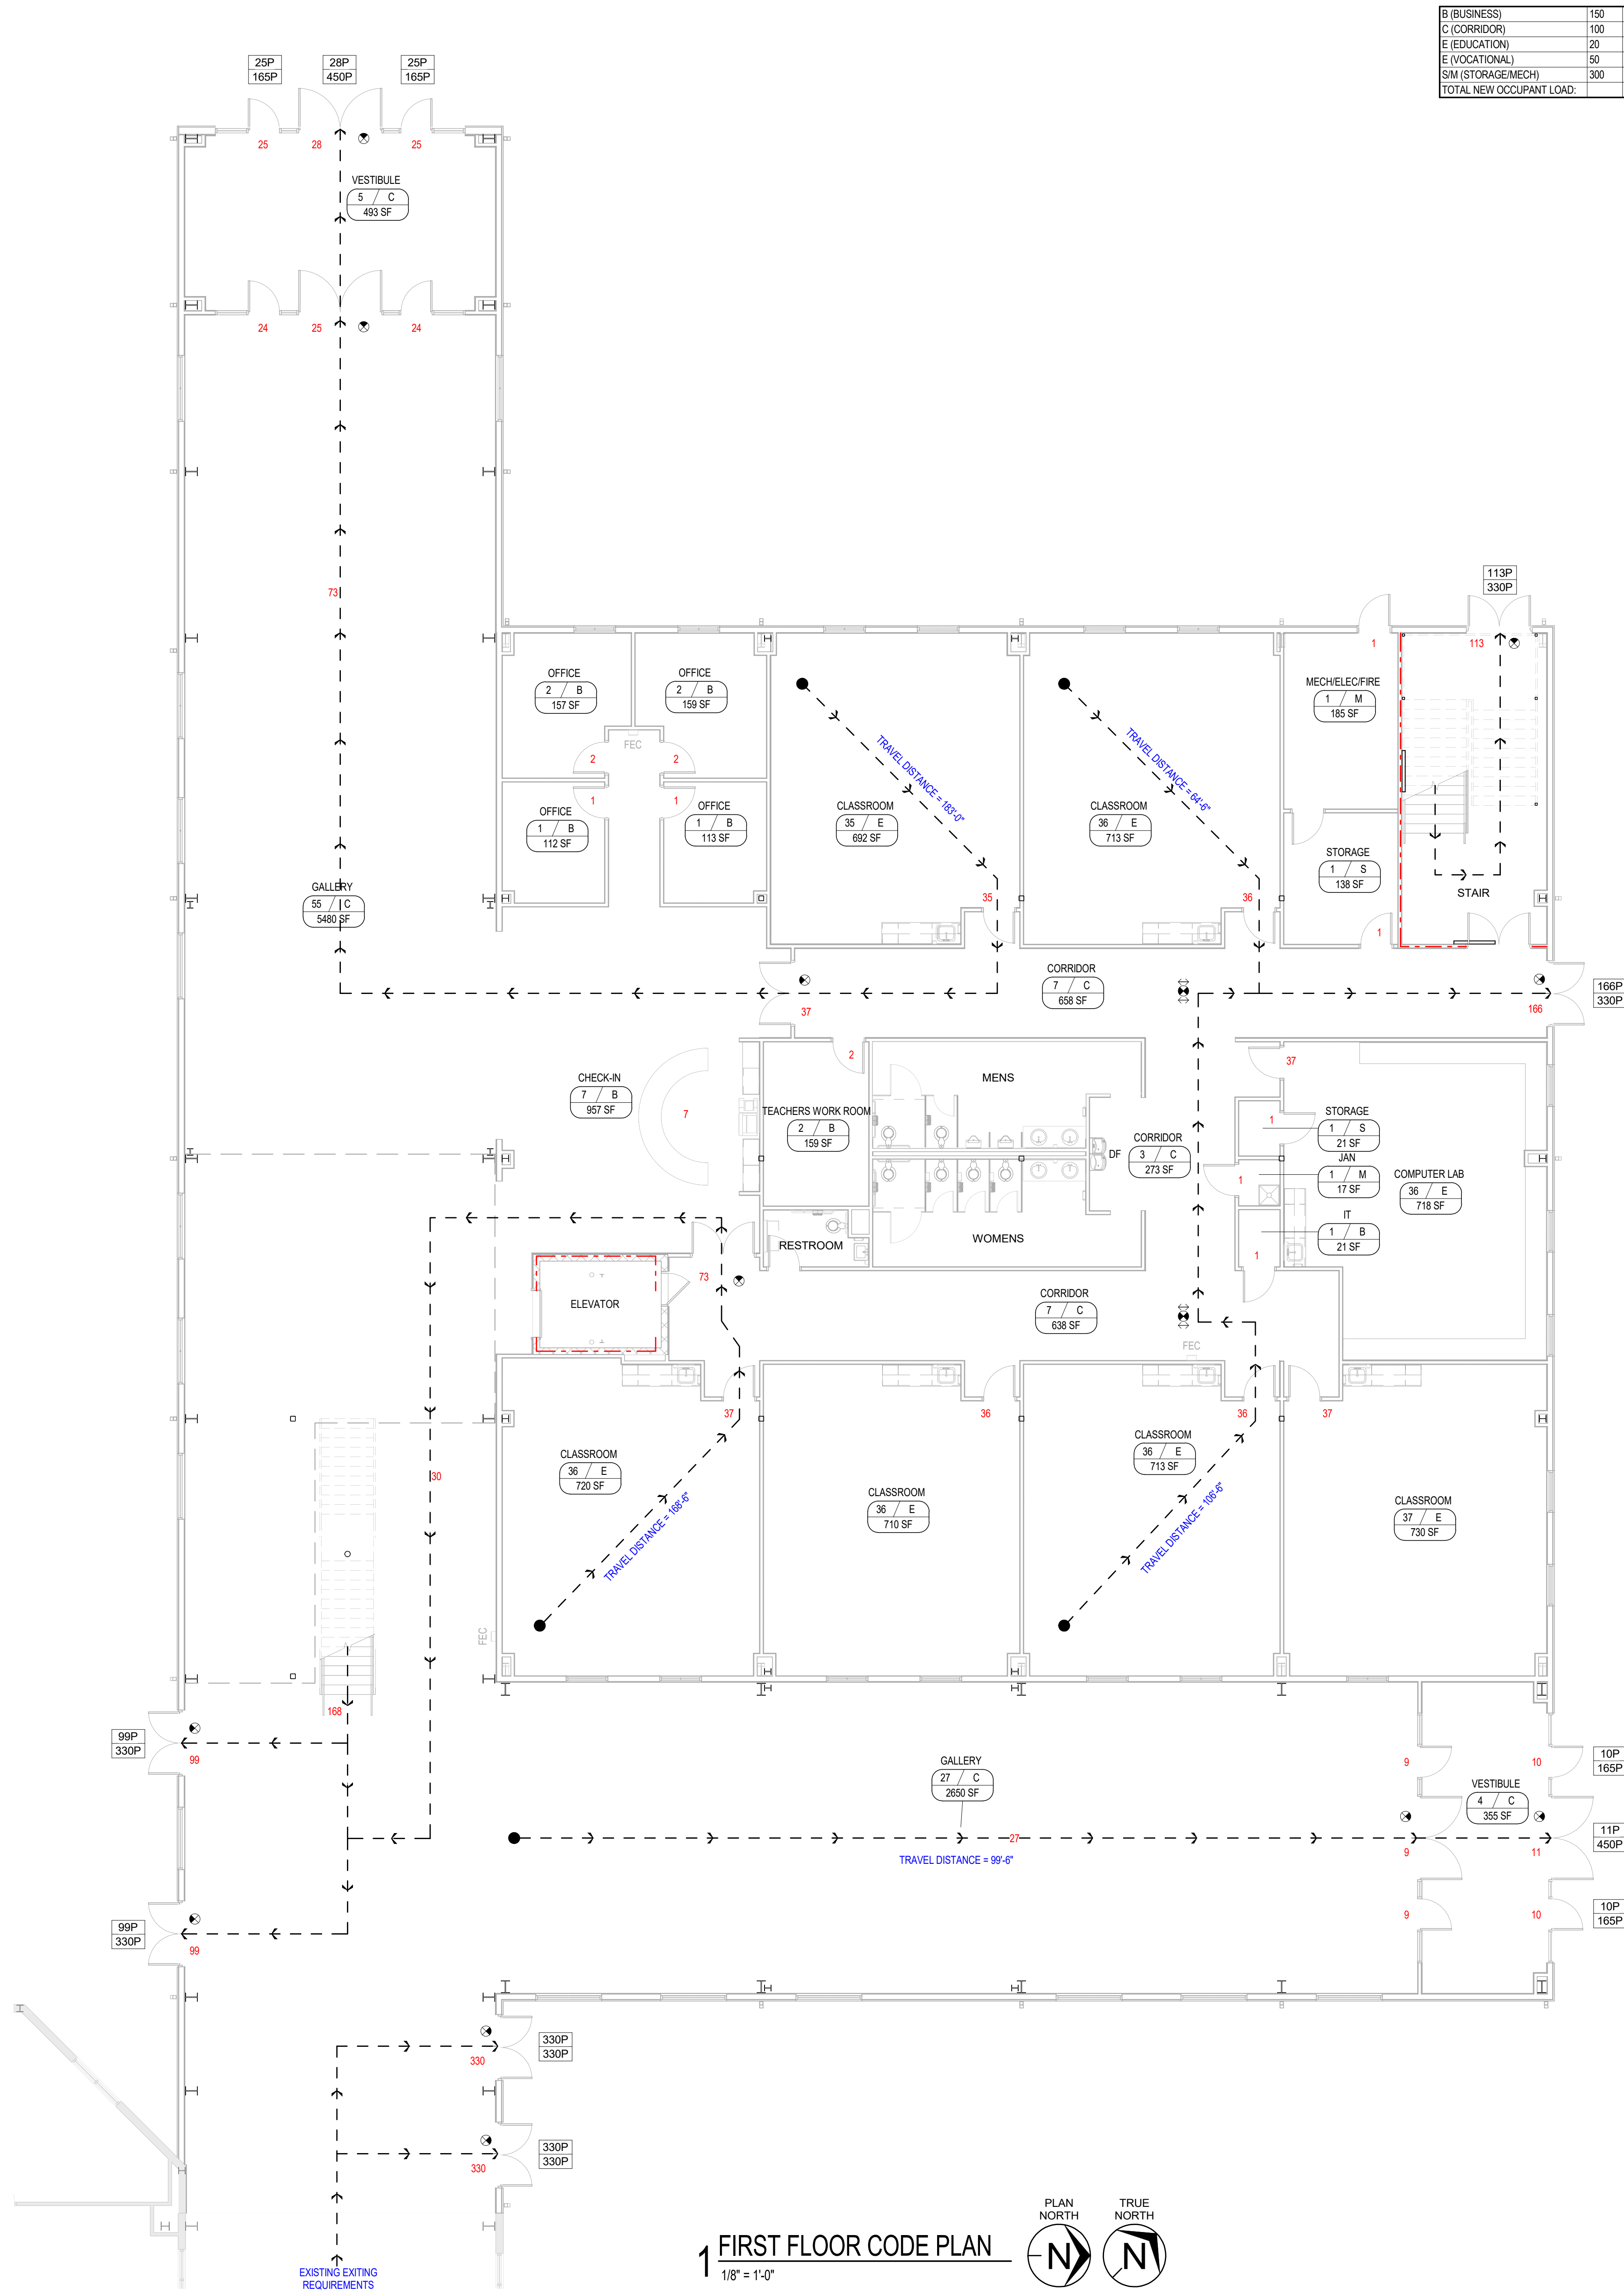 B (BUSINESS) 150
C (CORRIDOR) 100
E (EDUCATION) 20
E (VOCATIONAL) 50
S/M (STORAGE/MECH) 300
TOTAL NEW OCCUPANT LOAD:
25P 28P 25P
165P 450P 165P
25 28 25
VESTIBULE
5 / C
493 SF
24 25 24
73
113P
330P
1 113
OFFICE
2 / B
157 SF
OFFICE
2 / B
159 SF
FEC
2 2
MECH/ELEC/FIRE
1 / M
185 SF
TRAVEL DISTANCE = 183'-0"
TRAVEL DISTANCE = 64'-6"
1 1
OFFICE
1 / B
112 SF
OFFICE
1 / B
113 SF
CLASSROOM
35 / E
692 SF
CLASSROOM
36 / E
713 SF
STORAGE
1 / S
138 SF
STAIR
GALLERY
55 / C
5480 SF
35 36
1
CORRIDOR
7 / C
658 SF
37
166
166P
330P
2
37
CHECK-IN
7 / B
957 SF
7
MENS
TEACHERS WORK ROOM
2 / B
159 SF
STORAGE
1 / S
21 SF
1
DF
CORRIDOR
3 / C
273 SF
JAN
1 / M
17 SF
1
COMPUTER LAB
36 / E
718 SF
IT
1 / B
21 SF
1
RESTROOM
WOMENS
73
ELEVATOR
CORRIDOR
7 / C
638 SF
FEC
37 36 36 37
30
CLASSROOM
36 / E
720 SF
CLASSROOM
36 / E
710 SF
CLASSROOM
36 / E
713 SF
CLASSROOM
37 / E
730 SF
TRAVEL DISTANCE = 168'-6"
TRAVEL DISTANCE = 106'-6"
FEC
168
99P
330P
99
GALLERY
27 / C
2650 SF
9 10
10P
165P
VESTIBULE
4 / C
355 SF
27
TRAVEL DISTANCE = 99'-6"
9 11
11P
450P
9 10
10P
165P
99P
330P
99
330P
330P
330
330P
330P
330
PLAN
NORTH
TRUE
NORTH
N N
1 FIRST FLOOR CODE PLAN
1/8" = 1'-0"
EXISTING EXITING
REQUIREMENTS